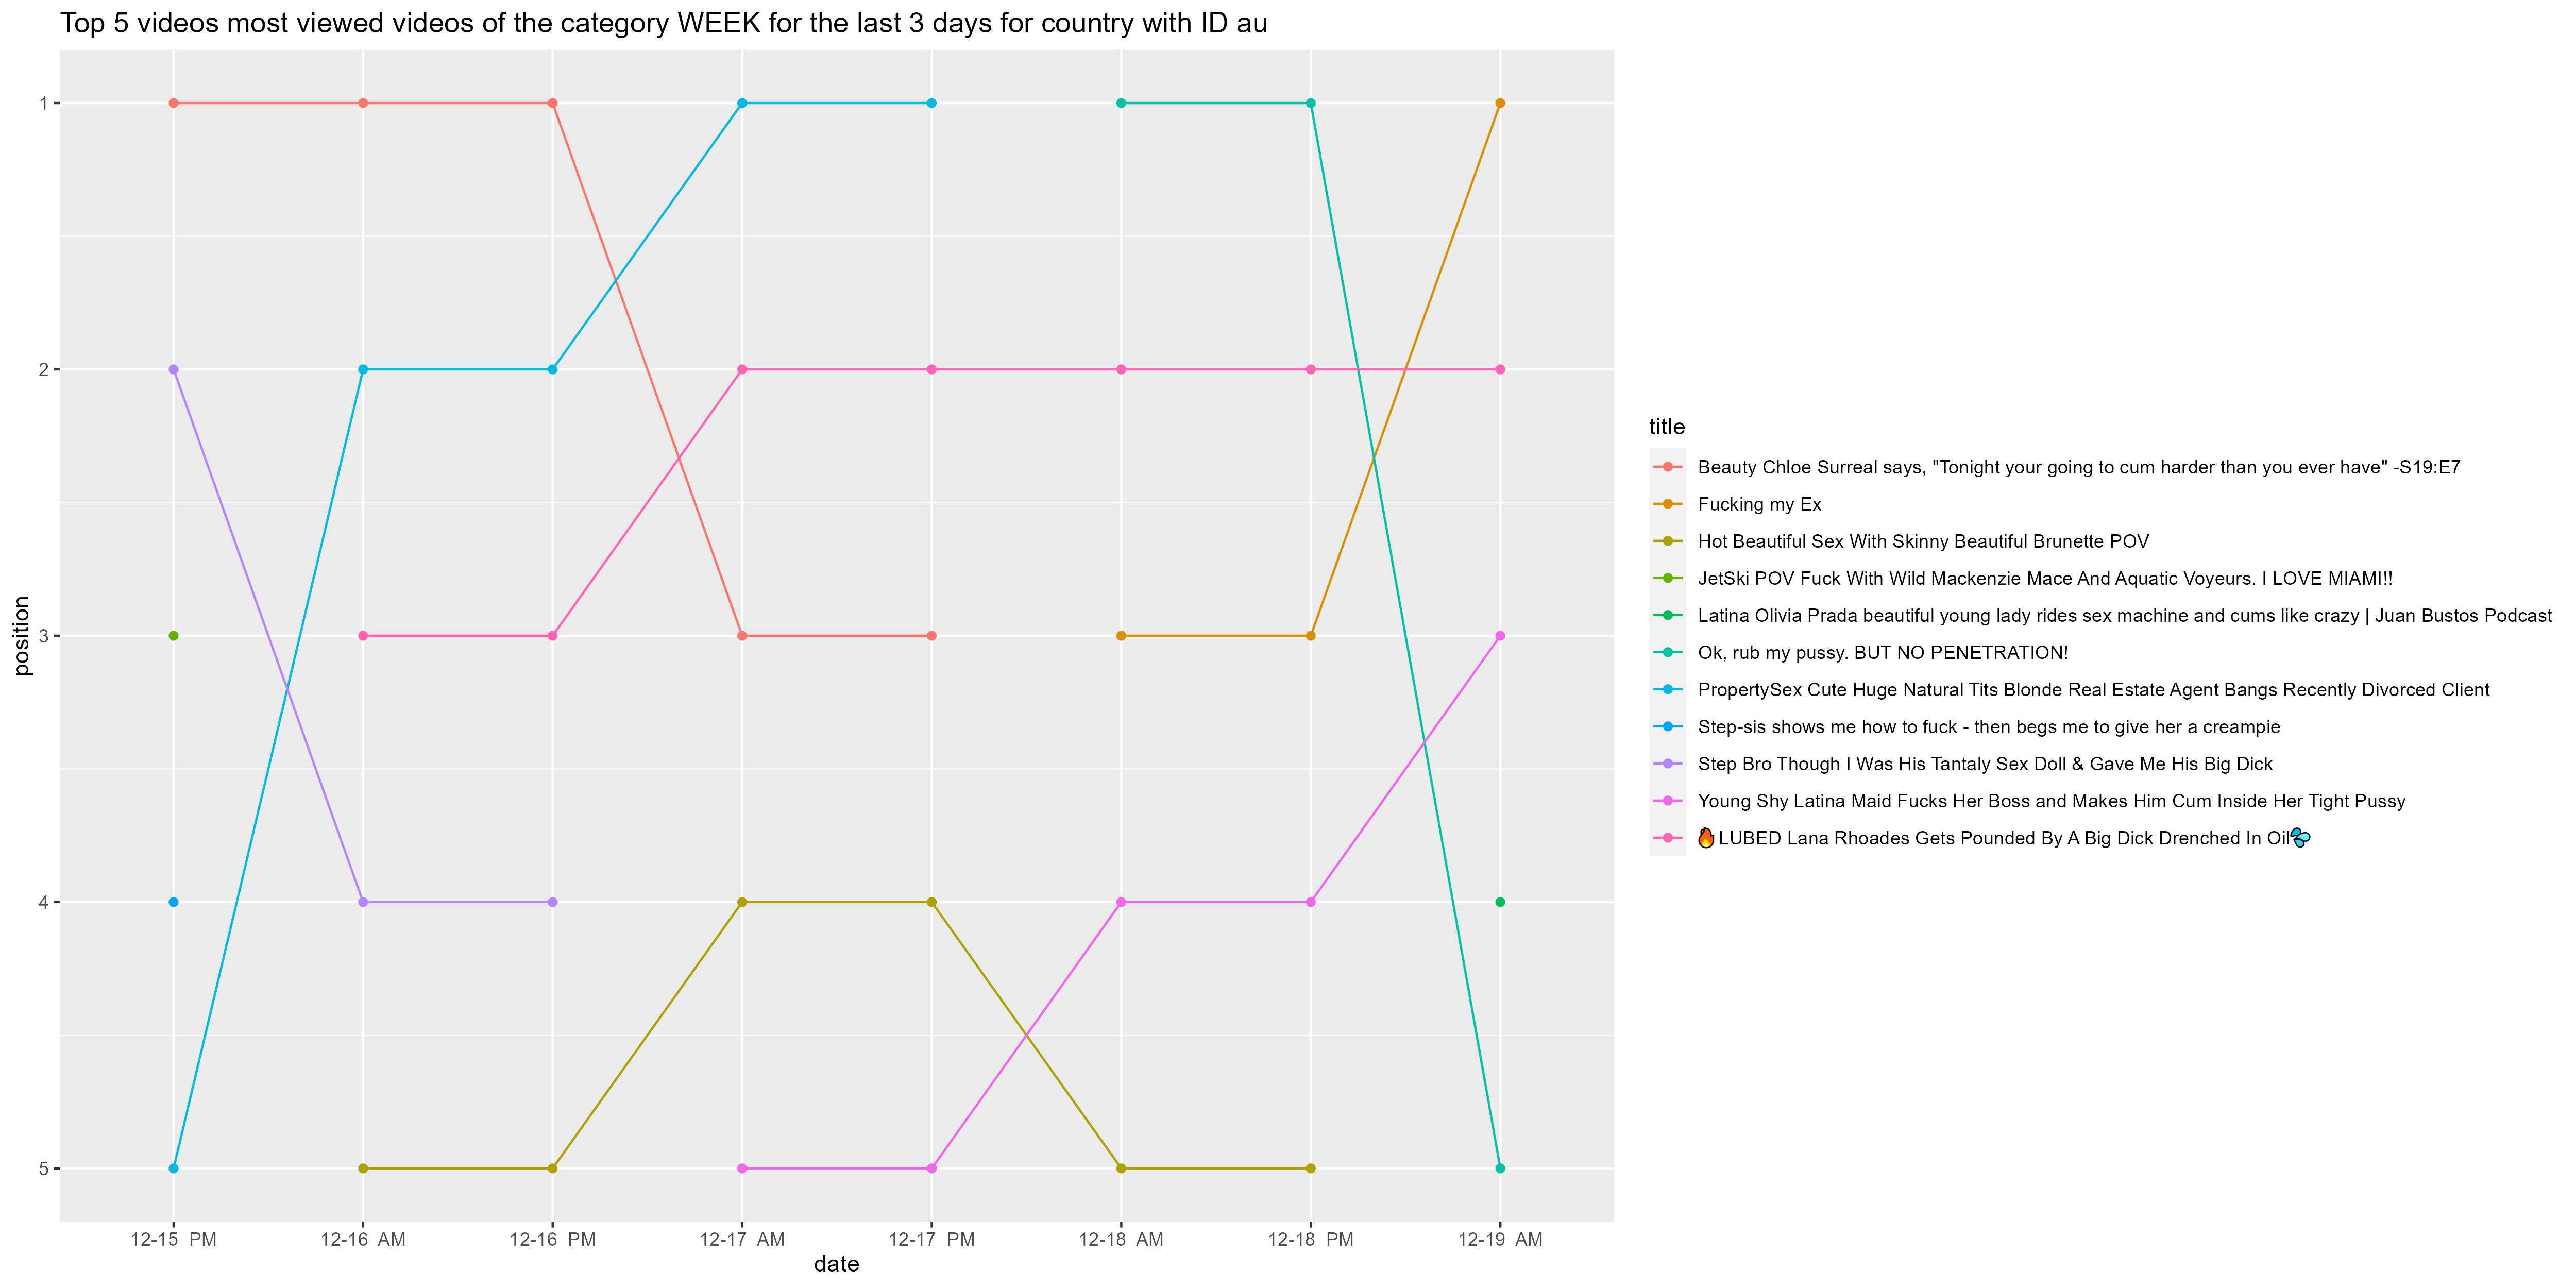 Top 5 videos most viewed videos of the category WEEK for the last 3 days for country with ID au
position
1
2
3
4
5
12-15 PM
12-16 AM
12-16 PM
12-17 AM
12-17 PM
12-18 AM
12-18 PM
12-19 AM
date
title
Beauty Chloe Surreal says, "Tonight your going to cum harder than you ever have" -S19:E7
Fucking my Ex
Hot Beautiful Sex With Skinny Beautiful Brunette POV
JetSki POV Fuck With Wild Mackenzie Mace And Aquatic Voyeurs. I LOVE MIAMI!!
Latina Olivia Prada beautiful young lady rides sex machine and cums like crazy | Juan Bustos Podcast
Ok, rub my pussy. BUT NO PENETRATION!
PropertySex Cute Huge Natural Tits Blonde Real Estate Agent Bangs Recently Divorced Client
Step-sis shows me how to fuck - then begs me to give her a creampie
Step Bro Though I Was His Tantaly Sex Doll & Gave Me His Big Dick
Young Shy Latina Maid Fucks Her Boss and Makes Him Cum Inside Her Tight Pussy
🔥LUBED Lana Rhoades Gets Pounded By A Big Dick Drenched In Oil💦